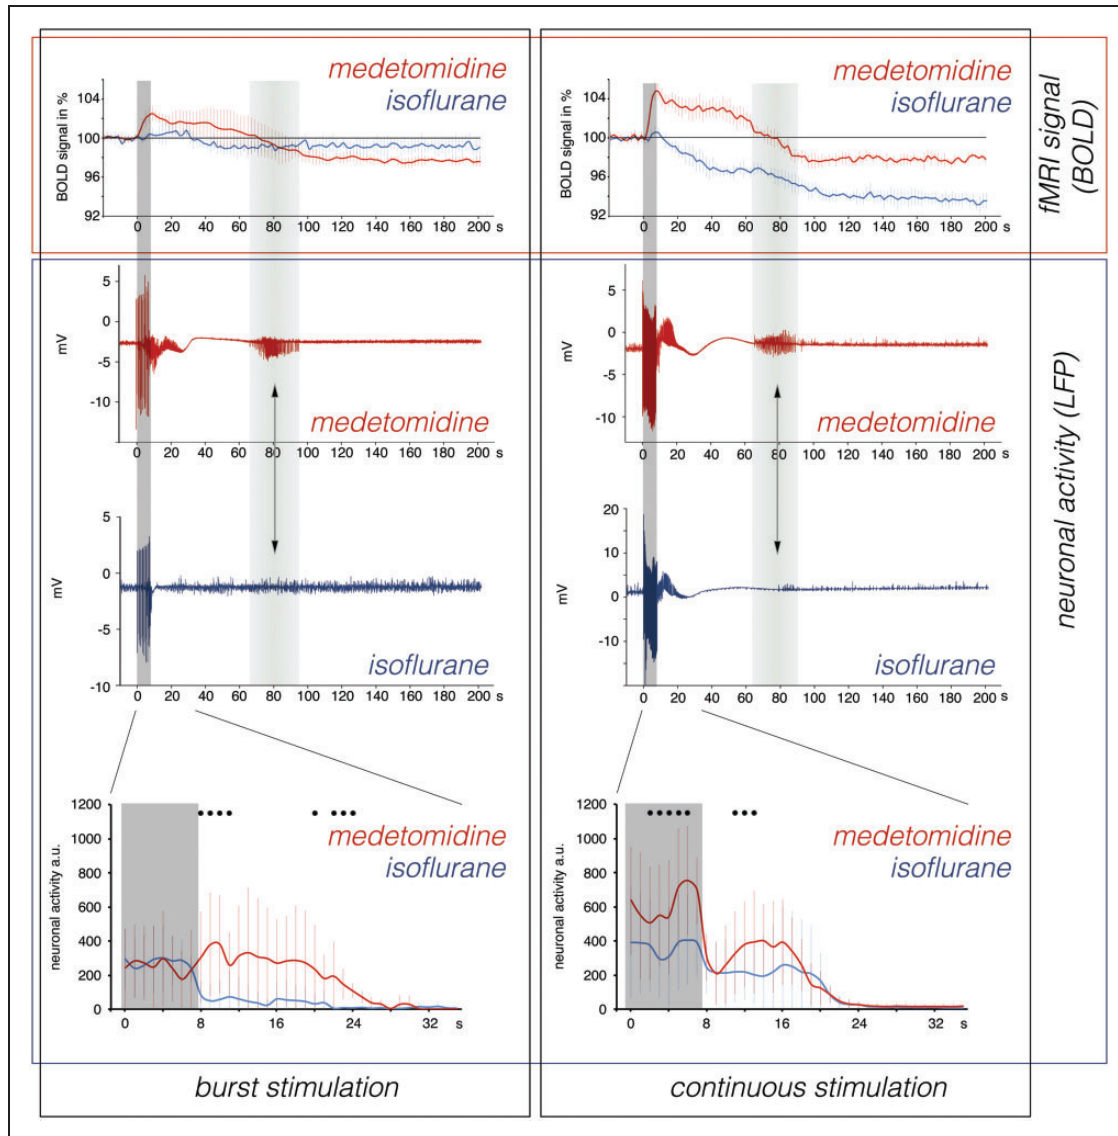 medetomidine
isoflurane
BOLD signal in %
104
100
96
92
0 20 40 60 80 100 120 140 160 180 200 s
medetomidine
isoflurane
BOLD signal in %
104
100
96
92
0 20 40 60 80 100 120 140 160 180 200 s
fMRI signal
(BOLD)
mV
5
0
-5
-10
0 20 40 60 80 100 120 140 160 180 200 s
medetomidine
mV
5
0
-5
-10
0 20 40 60 80 100 120 140 160 180 200 s
medetomidine
neuronal activity (LFP)
mV
5
0
-5
-10
0 20 40 60 80 100 120 140 160 180 200 s
isoflurane
mV
20
10
0
-10
0 20 40 60 80 100 120 140 160 180 200 s
isoflurane
neuronal activity a.u.
1200
1000
800
600
400
200
0
0 8 16 24 32 s
medetomidine
isoflurane
neuronal activity a.u.
1200
1000
800
600
400
200
0
0 8 16 24 32 s
medetomidine
isoflurane
burst stimulation
continuous stimulation